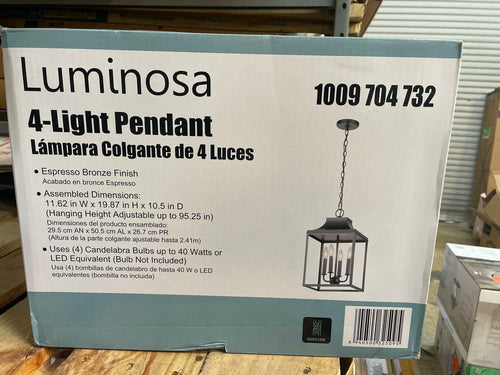 Luminosa
1009 704 732
4-Light Pendant
Lámpara Colgante de 4 Luces
• Espresso Bronze Finish
Acabado en bronce Espresso
• Assembled Dimensions:
11.62 in W x 19.87 in H x 10.5 in D
(Hanging Height Adjustable up to 95.25 in)
Dimensiones del producto ensamblado:
29.5 cm AN x 50.5 cm AL x 26.7 cm PR
(Altura de la parte colgante ajustable hasta 2.41m)
• Uses (4) Candelabra Bulbs up to 40 Watts or
LED Equivalent (Bulb Not Included)
Usa (4) bombillas de candelabro de hasta 40 W o LED
equivalentes (bombilla no incluida)